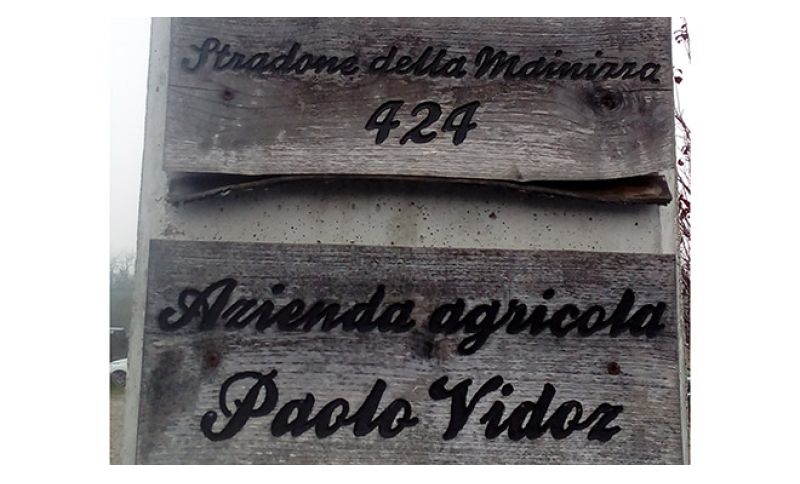 Stradone della Mainizza
424
Azienda agricola
Paolo Vidoz